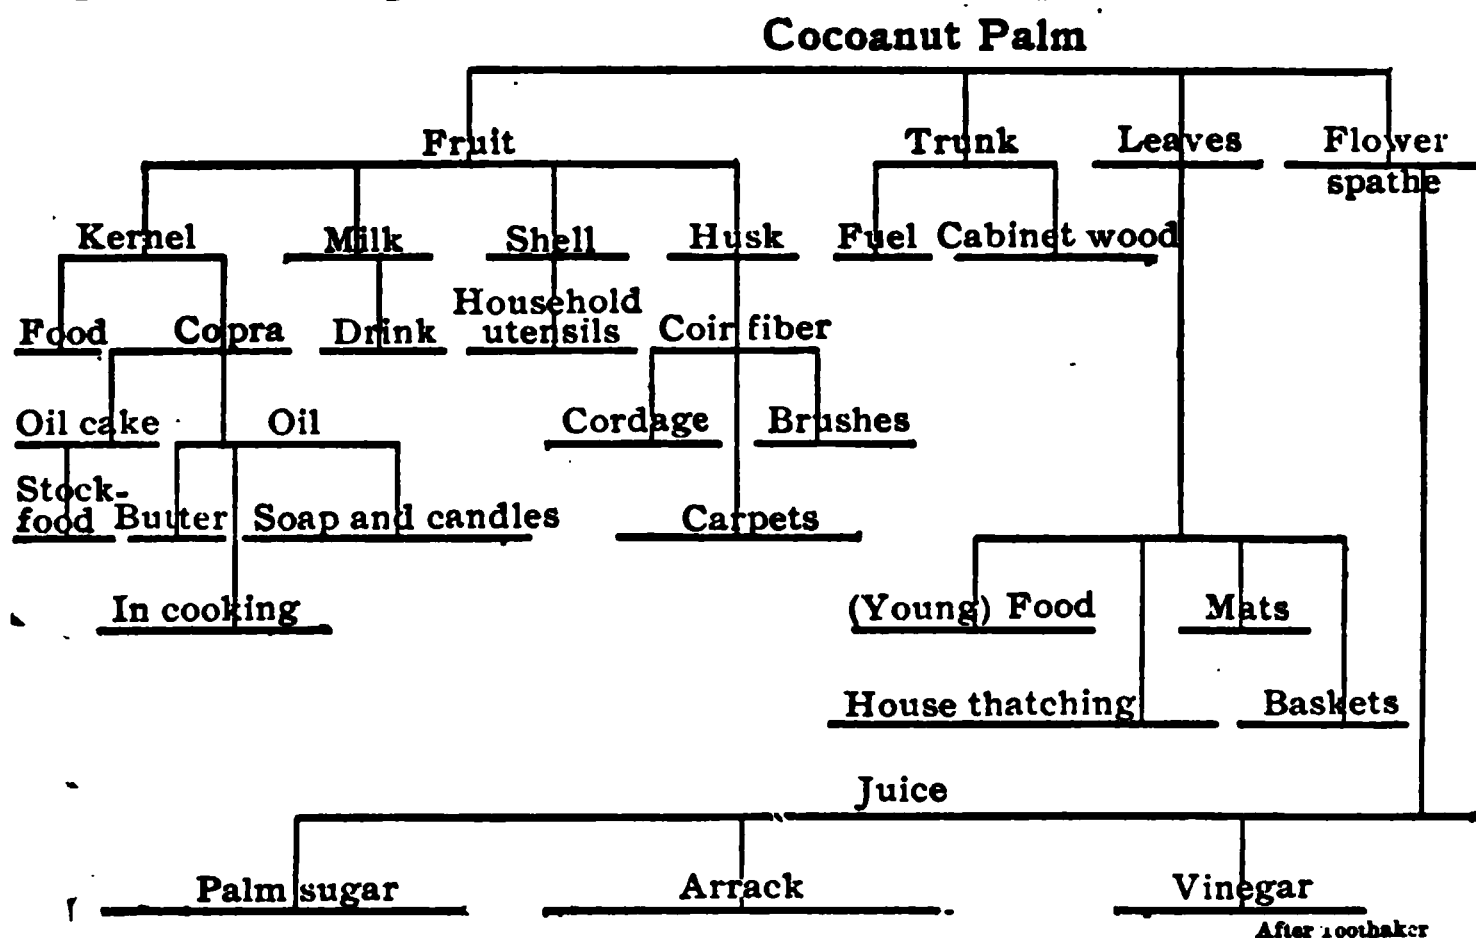 Cocoanut Palm
Fruit Trunk Leaves Flower
spathe
Kernel Milk Shell Husk Fuel Cabinet wood
Household
Food Copra Drink utensils Coir fiber
Oil cake Oil Cordage Brushes
Stock-
food Butter Soap and candles Carpets
In cooking (Young) Food Mats
House thatching Baskets
Juice
Palm sugar Arrack Vinegar
After Toothaker